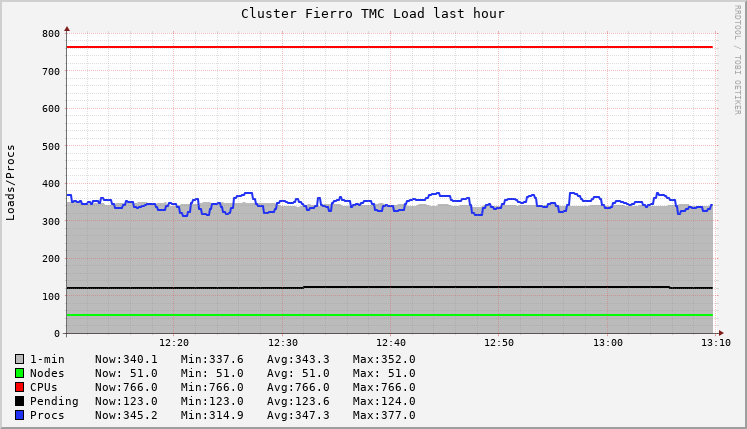 Cluster Fierro TMC Load last hour
RRDTOOL / TOBI OETIKER
Loads/Procs
800
700
600
500
400
300
200
100
0
12:20 12:30 12:40 12:50 13:00 13:10
1-min Now:340.1 Min:337.6 Avg:343.3 Max:352.0
Nodes Now: 51.0 Min: 51.0 Avg: 51.0 Max: 51.0
CPUs Now:766.0 Min:766.0 Avg:766.0 Max:766.0
Pending Now:123.0 Min:123.0 Avg:123.6 Max:124.0
Procs Now:345.2 Min:314.9 Avg:347.3 Max:377.0